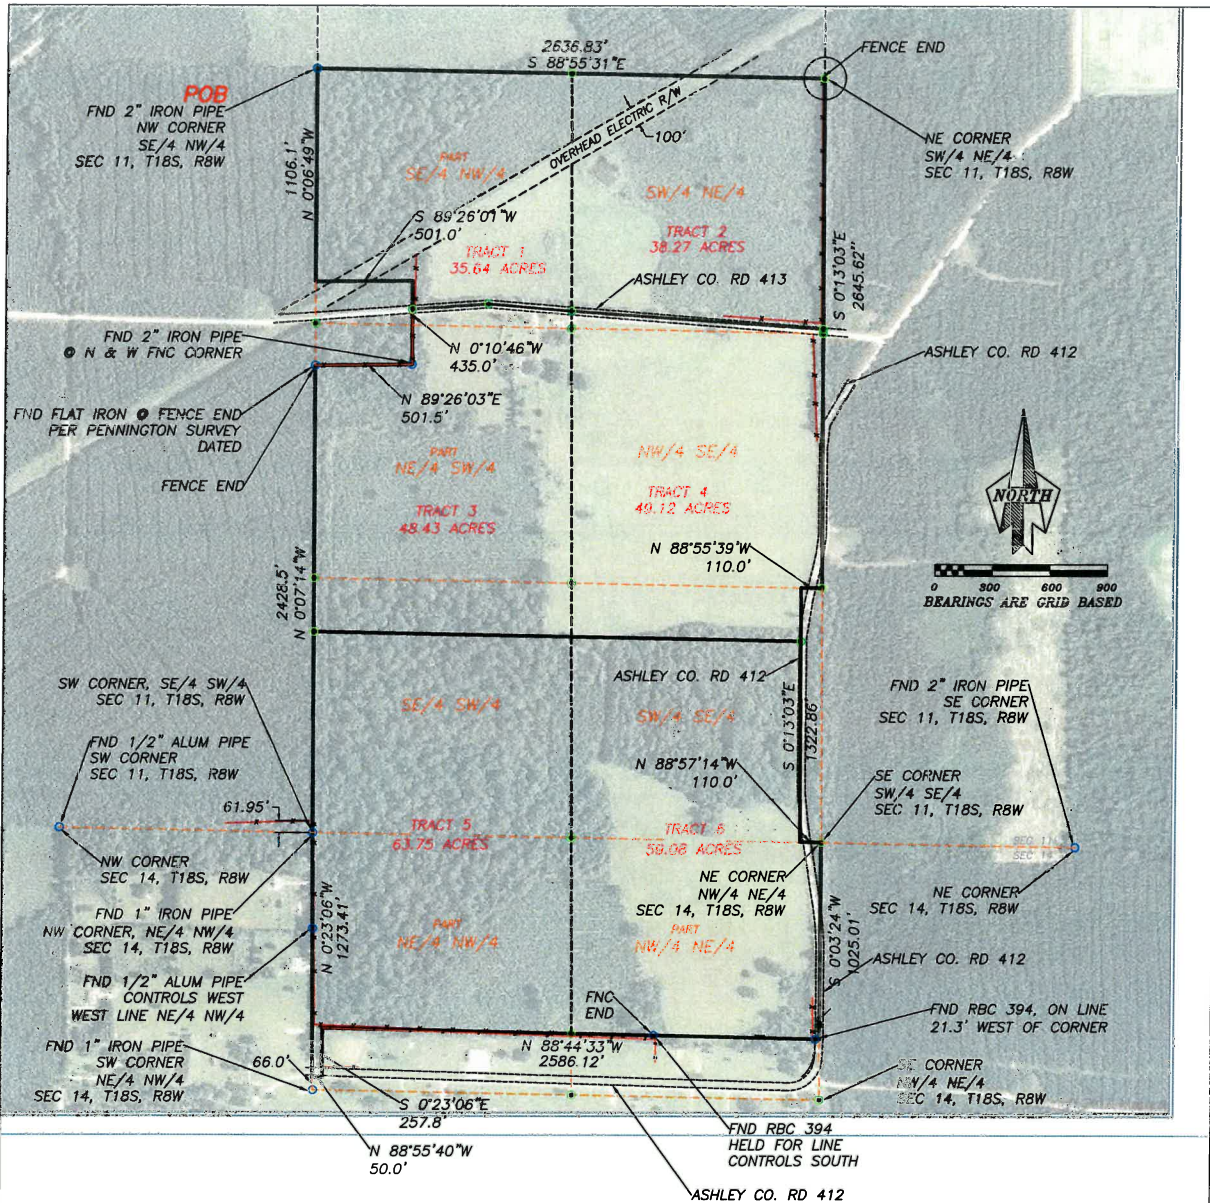 2636.83'
S 88°55'31"E
FENCE END
POB
FND 2" IRON PIPE
NW CORNER
SE/4 NW/4
SEC 11, T18S, R8W
1106.1'
N 0°06'49"W
OVERHEAD ELECTRIC R/W
100'
NE CORNER
SW/4 NE/4
SEC 11, T18S, R8W
PART
SE/4 NW/4
SW/4 NE/4
S 89°26'01"W
501.0'
TRACT 1
35.64 ACRES
TRACT 2
38.27 ACRES
S 0°13'03"E
2645.62"
ASHLEY CO. RD 413
FND 2" IRON PIPE
@ N & W FNC CORNER
N 0°10'46"W
435.0'
ASHLEY CO. RD 412
N 89°26'03"E
501.5'
FND FLAT IRON @ FENCE END
PER PENNINGTON SURVEY
DATED
FENCE END
PART
NE/4 SW/4
NW/4 SE/4
TRACT 3
48.43 ACRES
TRACT 4
49.12 ACRES
NORTH
0 300 600 900
BEARINGS ARE GRID BASED
N 88°55'39"W
110.0'
2428.5'
N 0°07'14"W
SW CORNER, SE/4 SW/4
SEC 11, T18S, R8W
ASHLEY CO. RD 412
FND 2" IRON PIPE
SE CORNER
SEC 11, T18S, R8W
SE/4 SW/4
SW/4 SE/4
S 0°13'03"E
1322.86'
FND 1/2" ALUM PIPE
SW CORNER
SEC 11, T18S, R8W
N 88°57'14"W
110.0'
SE CORNER
SW/4 SE/4
SEC 11, T18S, R8W
61.95'
TRACT 5
63.75 ACRES
TRACT 6
59.08 ACRES
SEC 11
SEC 14
NW CORNER
SEC 14, T18S, R8W
NE CORNER
NW/4 NE/4
SEC 14, T18S, R8W
NE CORNER
SEC 14, T18S, R8W
FND 1" IRON PIPE
NW CORNER, NE/4 NW/4
SEC 14, T18S, R8W
N 0°23'06"W
1273.41'
PART
NE/4 NW/4
PART
NW/4 NE/4
S 0°03'24"W
1025.01'
ASHLEY CO. RD 412
FND 1/2" ALUM PIPE
CONTROLS WEST
WEST LINE NE/4 NW/4
FNC
END
FND RBC 394, ON LINE
21.3' WEST OF CORNER
FND 1" IRON PIPE
SW CORNER
NE/4 NW/4
SEC 14, T18S, R8W
66.0'
N 88°44'33"W
2586.12'
SE CORNER
NW/4 NE/4
SEC 14, T18S, R8W
S 0°23'06"E
257.8'
N 88°55'40"W
50.0'
FND RBC 394
HELD FOR LINE
CONTROLS SOUTH
ASHLEY CO. RD 412